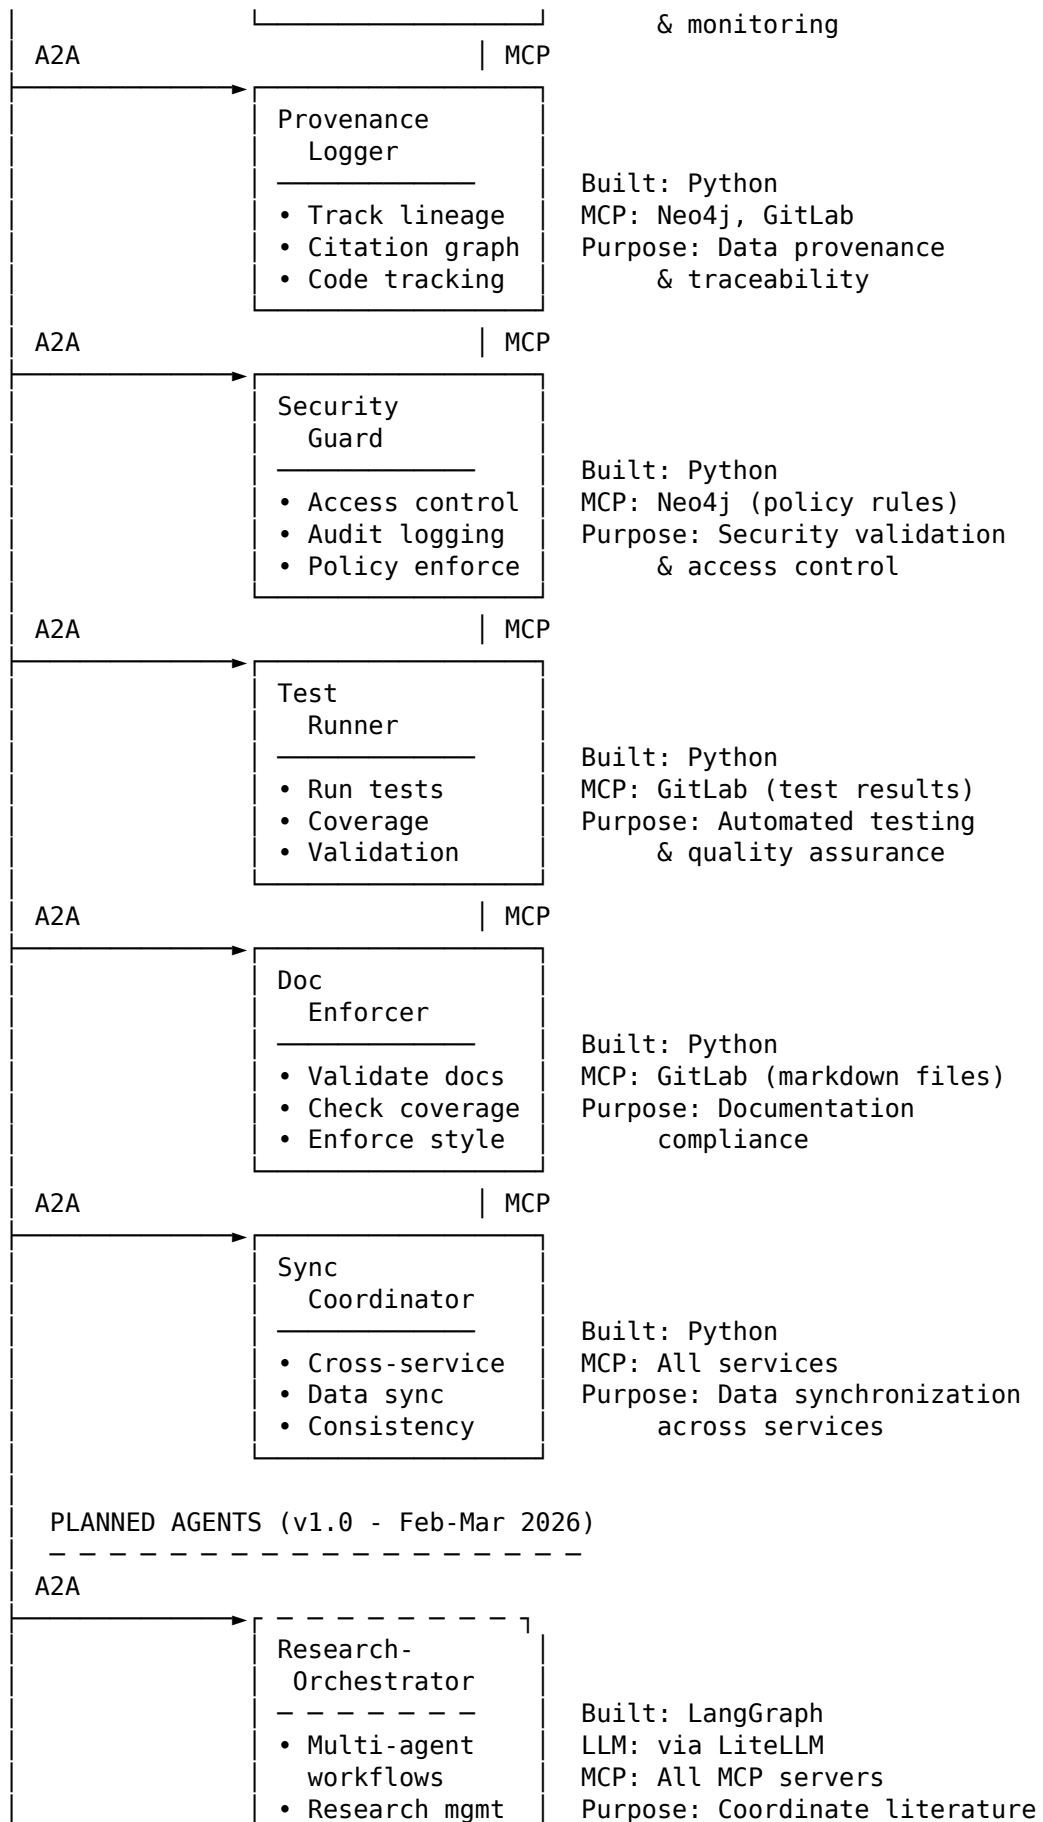 & monitoring
A2A MCP
Provenance
Logger
Built: Python
• Track lineage MCP: Neo4j, GitLab
• Citation graph Purpose: Data provenance
• Code tracking & traceability
A2A MCP
Security
Guard
Built: Python
• Access control MCP: Neo4j (policy rules)
• Audit logging Purpose: Security validation
• Policy enforce & access control
A2A MCP
Test
Runner
Built: Python
• Run tests MCP: GitLab (test results)
• Coverage Purpose: Automated testing
• Validation & quality assurance
A2A MCP
Doc
Enforcer
Built: Python
• Validate docs MCP: GitLab (markdown files)
• Check coverage Purpose: Documentation
• Enforce style compliance
A2A MCP
Sync
Coordinator
Built: Python
• Cross-service MCP: All services
• Data sync Purpose: Data synchronization
• Consistency across services
PLANNED AGENTS (v1.0 - Feb-Mar 2026)
A2A
Research-
Orchestrator
Built: LangGraph
• Multi-agent LLM: via LiteLLM
workflows MCP: All MCP servers
• Research mgmt Purpose: Coordinate literature